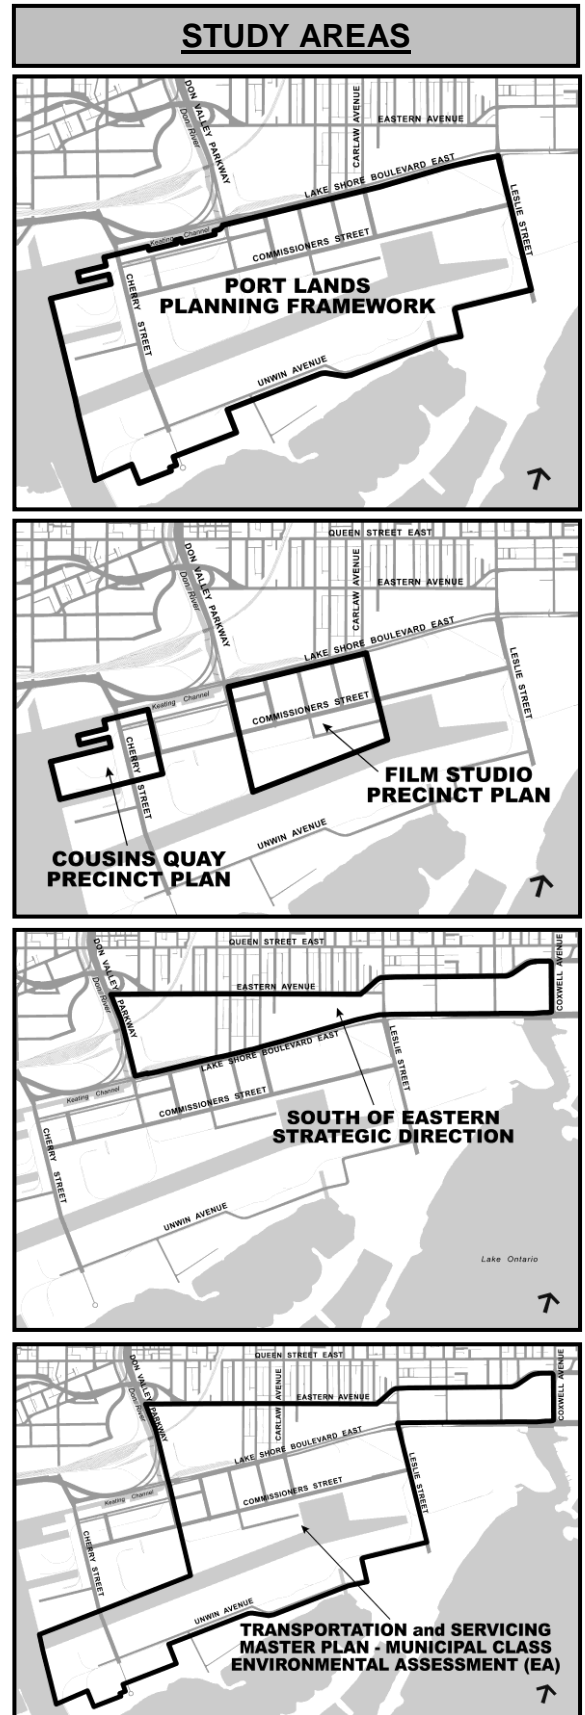 STUDY AREAS
DON VALLEY PARKWAY
Don River
CARLAW AVENUE
EASTERN AVENUE
LAKE SHORE BOULEVARD EAST
LESLIE STREET
Keating Channel
COMMISSIONERS STREET
CHERRY STREET
PORT LANDS
PLANNING FRAMEWORK
UNWIN AVENUE
QUEEN STREET EAST
DON VALLEY PARKWAY
Don River
CARLAW AVENUE
EASTERN AVENUE
LAKE SHORE BOULEVARD EAST
LESLIE STREET
Keating Channel
COMMISSIONERS STREET
CHERRY STREET
FILM STUDIO
PRECINCT PLAN
UNWIN AVENUE
COUSINS QUAY
PRECINCT PLAN
QUEEN STREET EAST
DON VALLEY PARKWAY
Don River
EASTERN AVENUE
COXWELL AVENUE
LAKE SHORE BOULEVARD EAST
LESLIE STREET
Keating Channel
COMMISSIONERS STREET
SOUTH OF EASTERN
STRATEGIC DIRECTION
CHERRY STREET
UNWIN AVENUE
Lake Ontario
QUEEN STREET EAST
DON VALLEY PARKWAY
Don River
CARLAW AVENUE
EASTERN AVENUE
COXWELL AVENUE
LAKE SHORE BOULEVARD EAST
LESLIE STREET
COMMISSIONERS STREET
Keating Channel
CHERRY STREET
UNWIN AVENUE
TRANSPORTATION and SERVICING
MASTER PLAN - MUNICIPAL CLASS
ENVIRONMENTAL ASSESSMENT (EA)